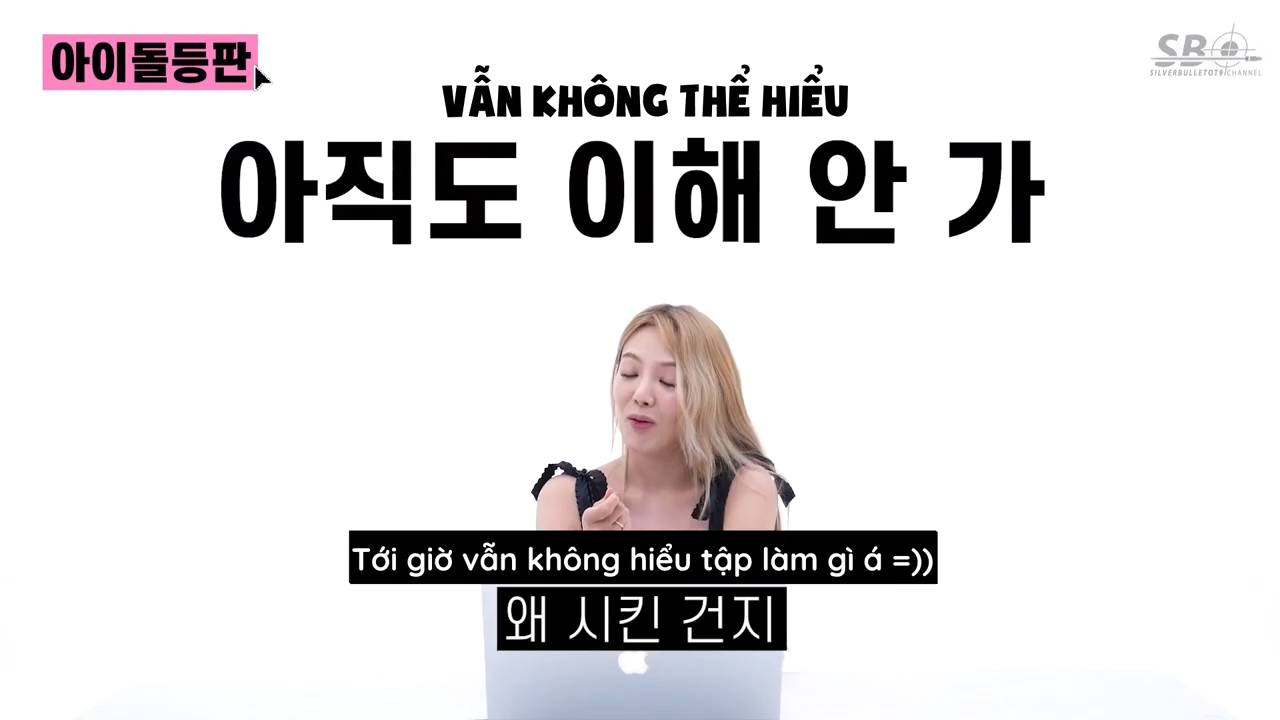 아이돌등판
SBO
SILVERBULLETOT9/CHANNEL
VẪN KHÔNG THỂ HIỂU
아직도 이해 안 가
Tới giờ vẫn không hiểu tập làm gì á =))
왜 시킨 건지